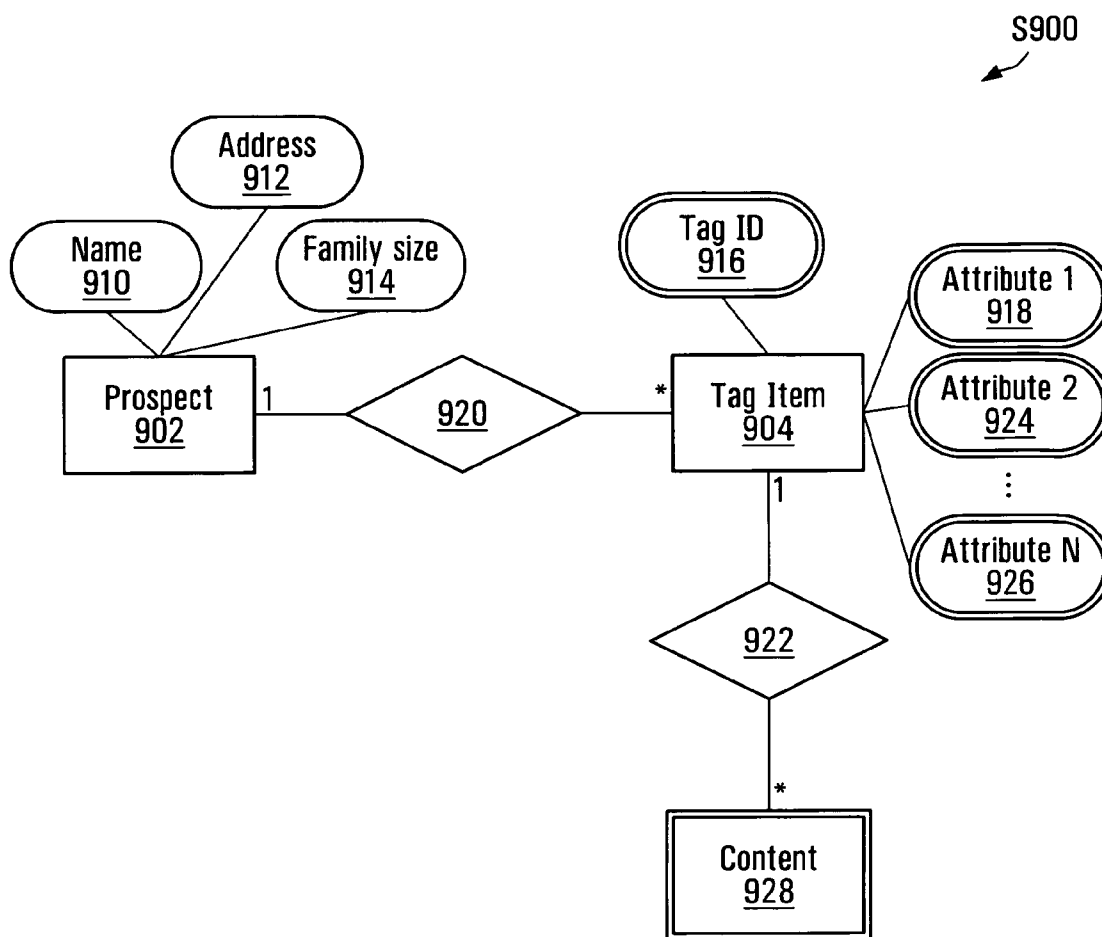 S900
Address
912
Name
910
Family size
914
Tag ID
916
Attribute 1
918
Prospect
902
1
920
*
Tag Item
904
Attribute 2
924
⋮
1
Attribute N
926
922
*
Content
928